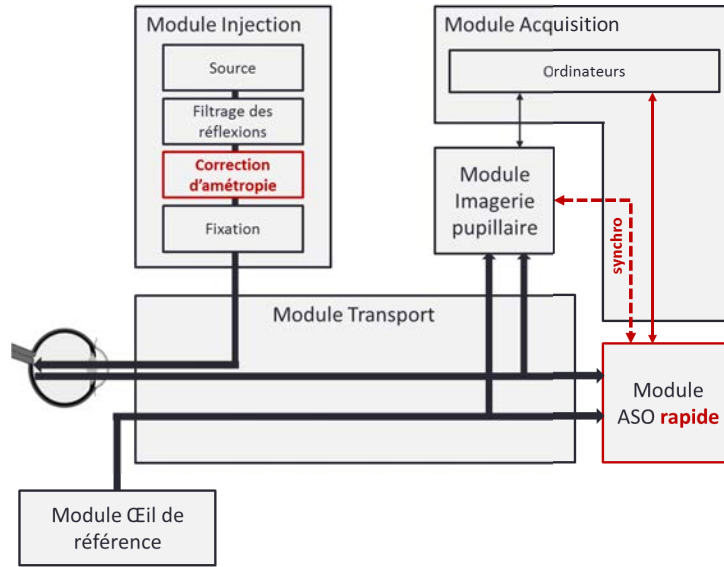 Module Injection
Source
Filtrage des
réflexions
Correction
d'amétropie
Fixation
Module Acquisition
Ordinateurs
Module
Imagerie
pupillaire
synchro
Module Transport
Module
ASO rapide
Module Œil de
référence